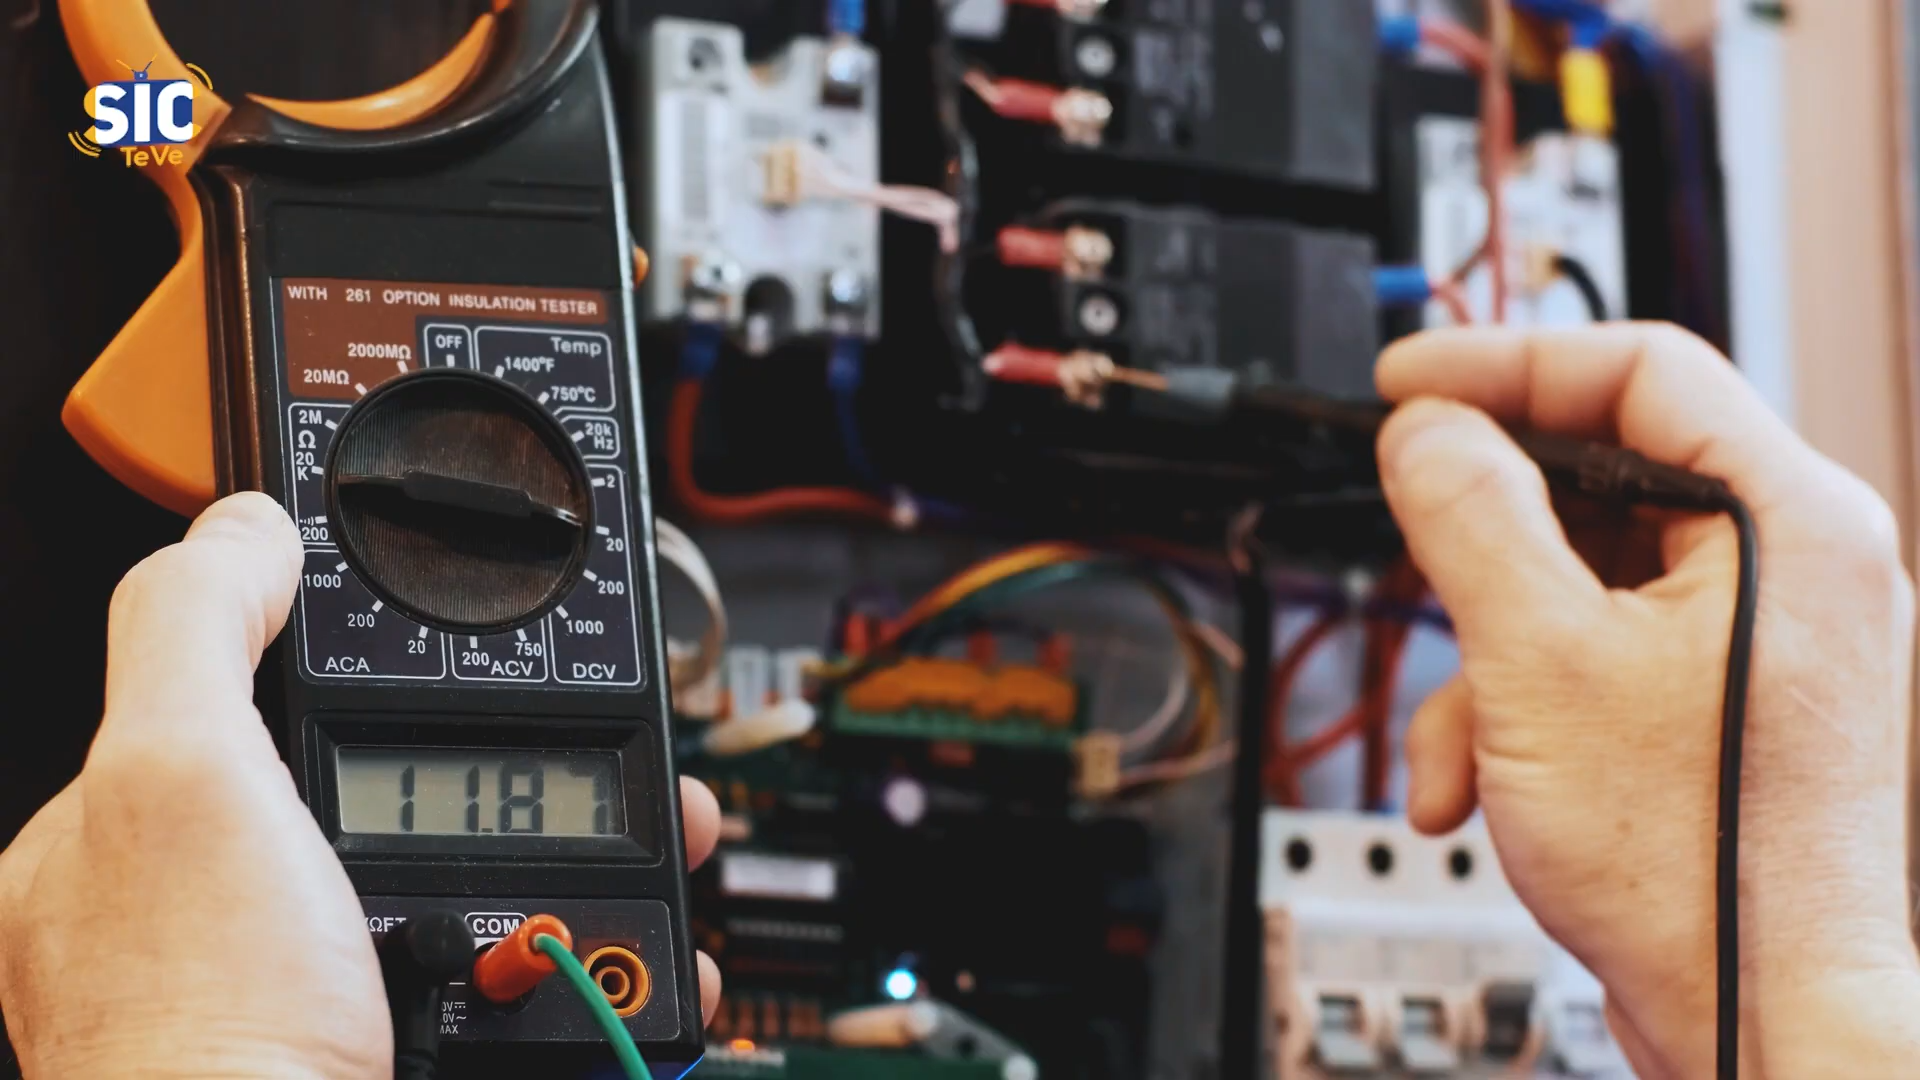 SIC
TeVe
WITH 261 OPTION INSULATION TESTER
OFF
Temp
2000MΩ
1400°F
20MΩ
750°C
2M
20k
Ω
Hz
20
K
2
200
20
1000
200
200
1000
20
200
750
ACA
ACV
DCV
11.87
COM
MAX